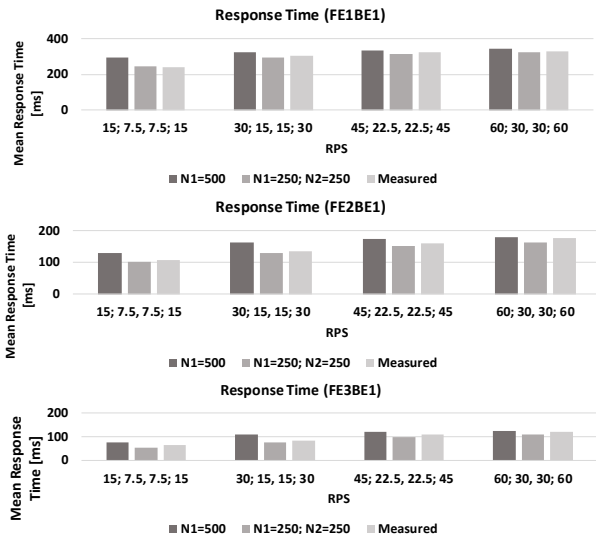 Response Time (FE1BE1)
Mean Response Time
[ms]
400
200
0
15; 7.5, 7.5; 15 30; 15, 15; 30 45; 22.5, 22.5; 45 60; 30, 30; 60
RPS
N1=500 N1=250; N2=250 Measured
Response Time (FE2BE1)
Mean Response Time
[ms]
200
100
0
15; 7.5, 7.5; 15 30; 15, 15; 30 45; 22.5, 22.5; 45 60; 30, 30; 60
RPS
N1=500 N1=250; N2=250 Measured
Response Time (FE3BE1)
Mean Response
Time [ms]
200
100
0
15; 7.5, 7.5; 15 30; 15, 15; 30 45; 22.5, 22.5; 45 60; 30, 30; 60
RPS
N1=500 N1=250; N2=250 Measured